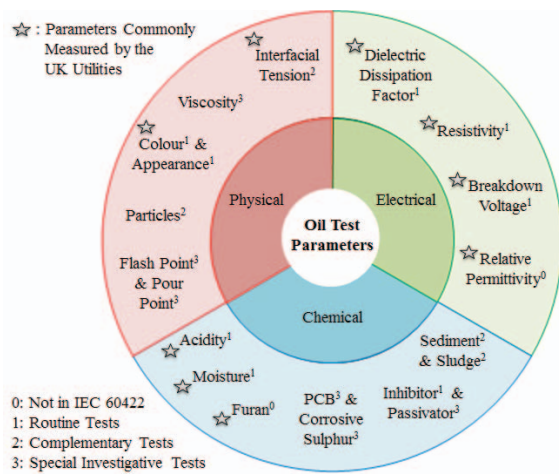 ☆ : Parameters Commonly
Measured by the
UK Utilities
Interfacial
Tension²
Viscosity³
Colour¹ &
Appearance¹
Particles²
Flash Point³
& Pour
Point³
Physical
Dielectric
Dissipation
Factor¹
Resistivity¹
Breakdown
Voltage¹
Relative
Permittivity⁰
Electrical
Oil Test
Parameters
Chemical
Acidity¹
Moisture¹
Furan⁰
PCB³ &
Corrosive
Sulphur³
Sediment²
& Sludge²
Inhibitor¹ &
Passivator³
0: Not in IEC 60422
1: Routine Tests
2: Complementary Tests
3: Special Investigative Tests